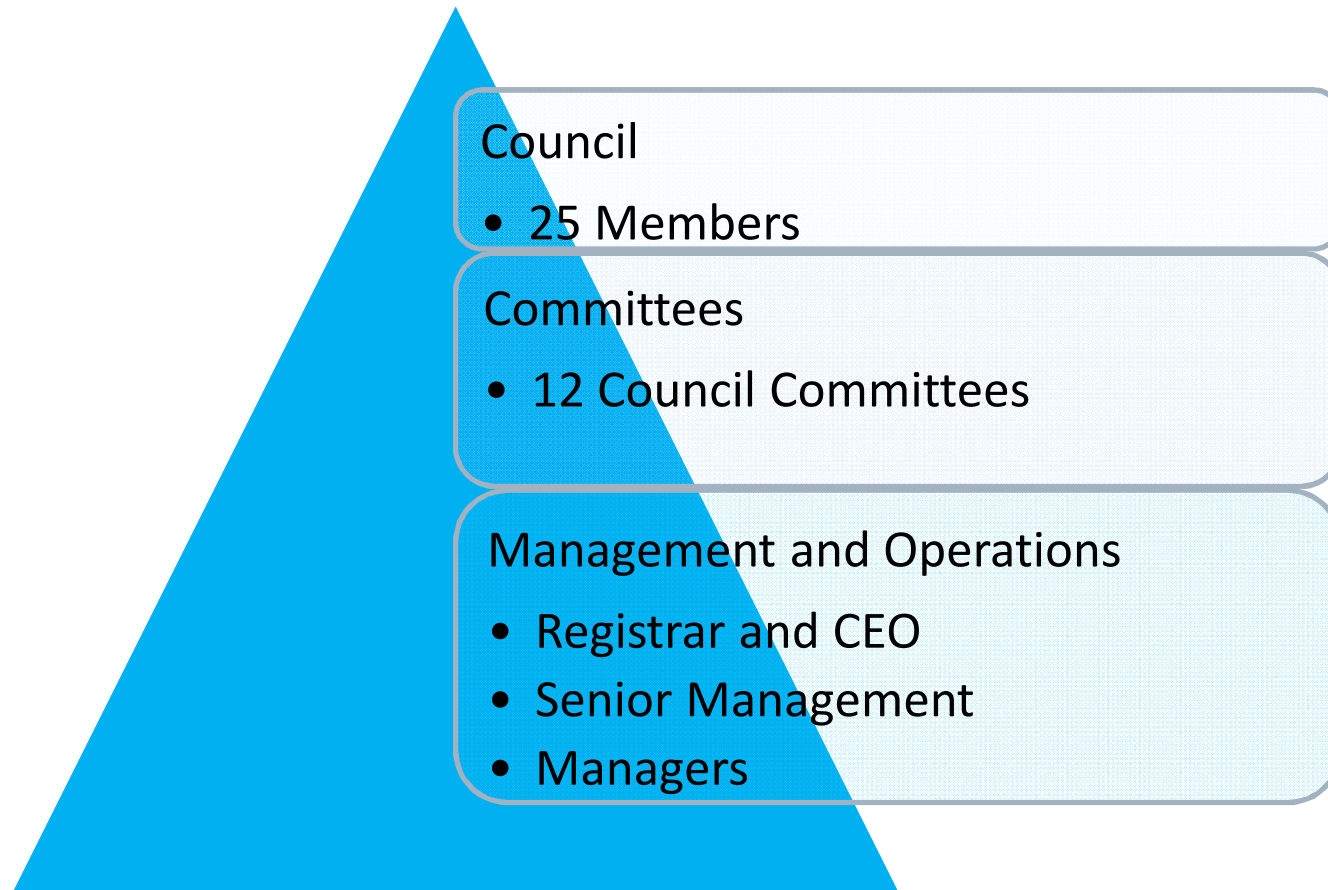 Council
• 25 Members
Committees
• 12 Council Committees
Management and Operations
• Registrar and CEO
• Senior Management
• Managers